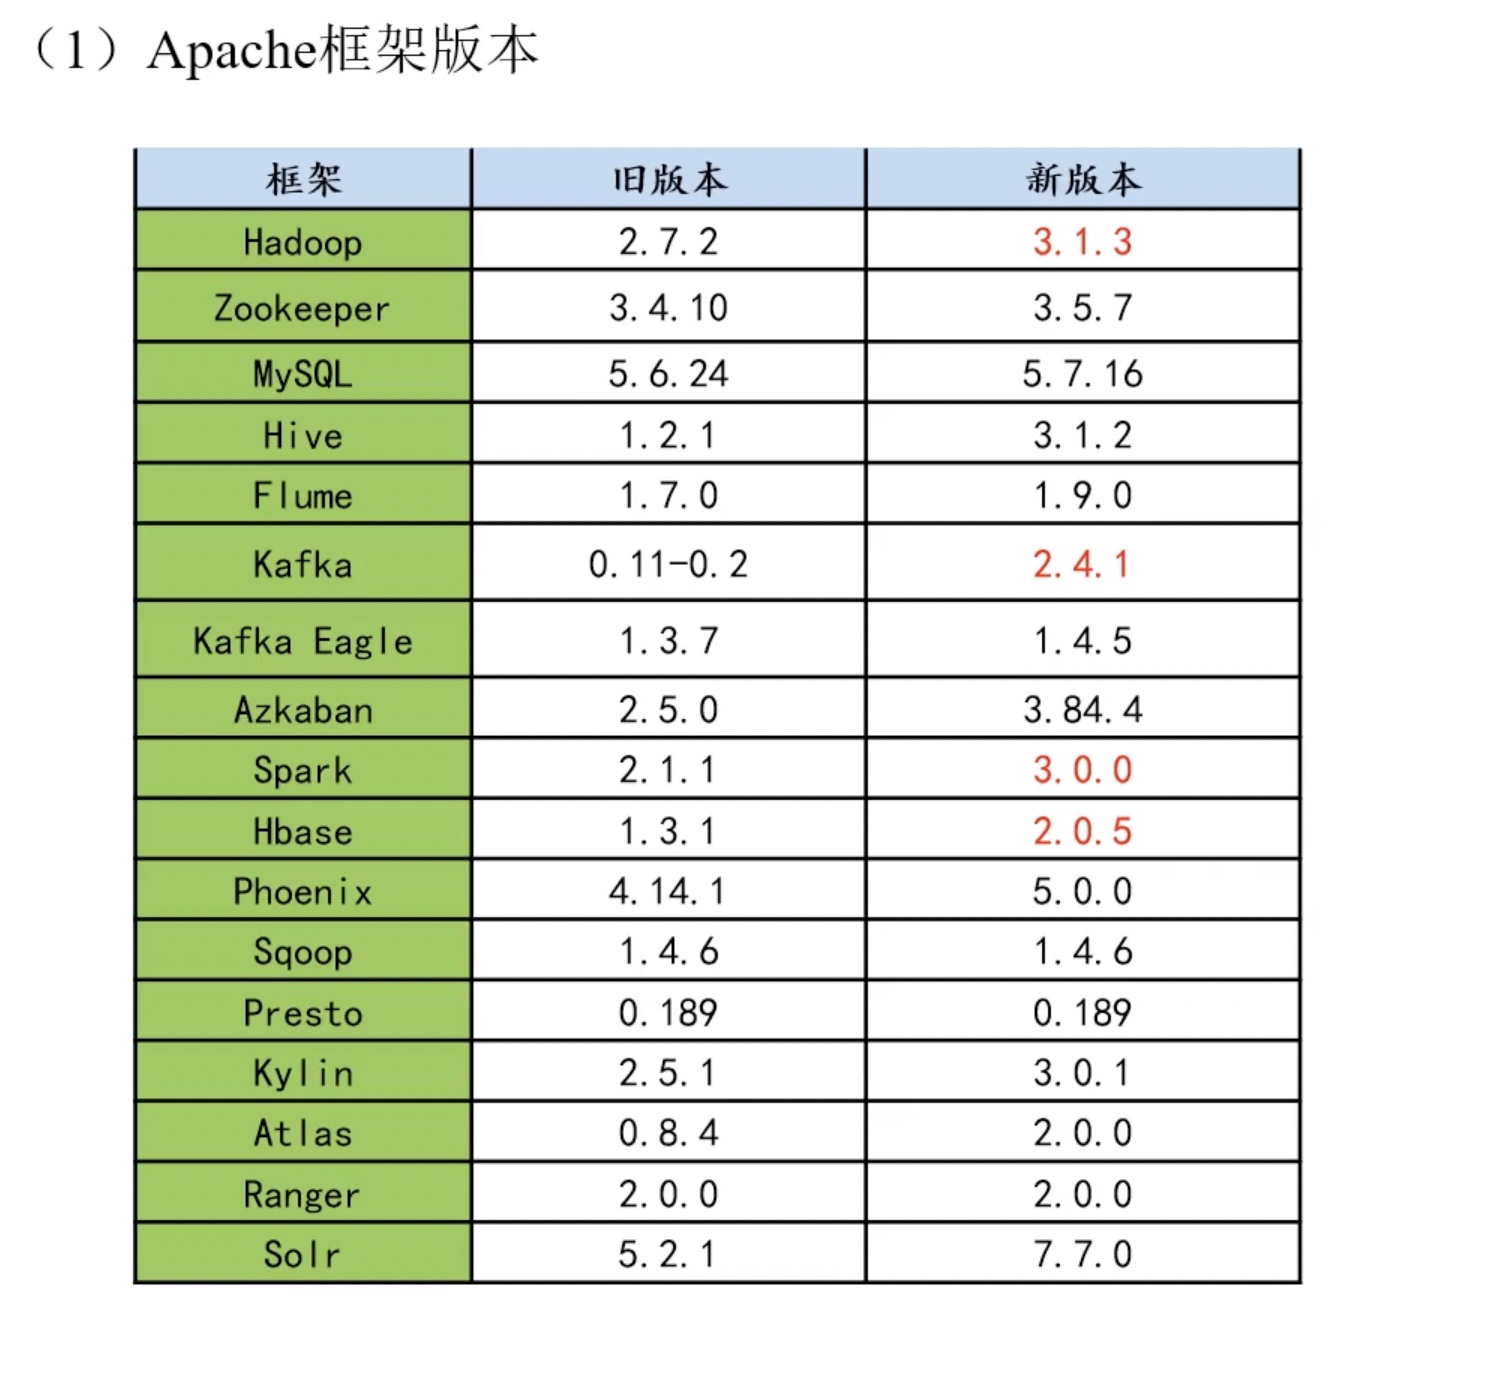 （1）Apache框架版本
框架 旧版本 新版本
Hadoop 2.7.2 3.1.3
Zookeeper 3.4.10 3.5.7
MySQL 5.6.24 5.7.16
Hive 1.2.1 3.1.2
Flume 1.7.0 1.9.0
Kafka 0.11-0.2 2.4.1
Kafka Eagle 1.3.7 1.4.5
Azkaban 2.5.0 3.84.4
Spark 2.1.1 3.0.0
Hbase 1.3.1 2.0.5
Phoenix 4.14.1 5.0.0
Sqoop 1.4.6 1.4.6
Presto 0.189 0.189
Kylin 2.5.1 3.0.1
Atlas 0.8.4 2.0.0
Ranger 2.0.0 2.0.0
Solr 5.2.1 7.7.0